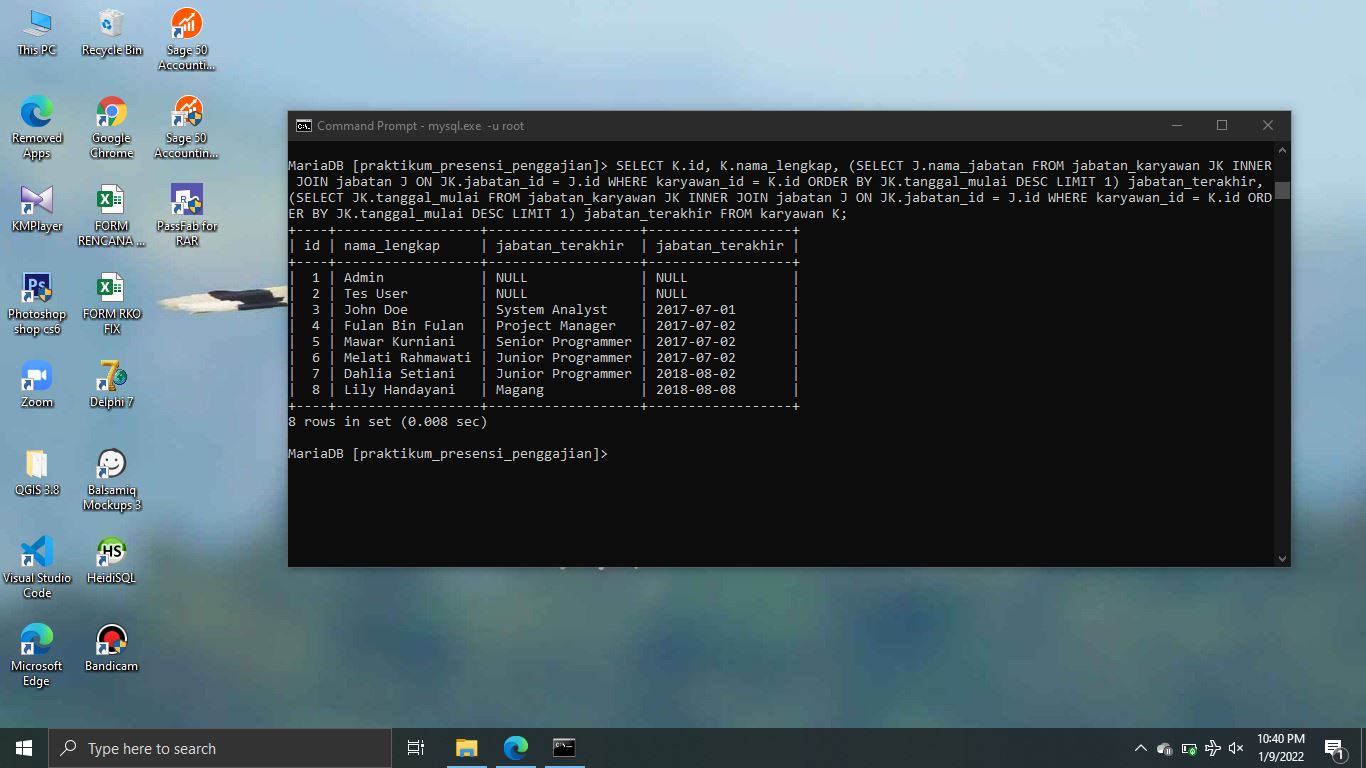 This PC
Recycle Bin
Sage 50
Accounti...
Removed
Apps
Google
Chrome
Sage 50
Accountin...
KMPlayer
FORM
RENCANA ...
PassFab for
RAR
Photoshop
shop cs6
FORM RKO
FIX
Zoom
Delphi 7
QGIS 3.8
Balsamiq
Mockups 3
Visual Studio
Code
HeidiSQL
Microsoft
Edge
Bandicam
Command Prompt - mysql.exe  -u root
MariaDB [praktikum_presensi_penggajian]> SELECT K.id, K.nama_lengkap, (SELECT J.nama_jabatan FROM jabatan_karyawan JK INNER
 JOIN jabatan J ON JK.jabatan_id = J.id WHERE karyawan_id = K.id ORDER BY JK.tanggal_mulai DESC LIMIT 1) jabatan_terakhir,
(SELECT JK.tanggal_mulai FROM jabatan_karyawan JK INNER JOIN jabatan J ON JK.jabatan_id = J.id WHERE karyawan_id = K.id ORD
ER BY JK.tanggal_mulai DESC LIMIT 1) jabatan_terakhir FROM karyawan K;
+----+------------------+-------------------+------------------+
| id | nama_lengkap     | jabatan_terakhir  | jabatan_terakhir |
+----+------------------+-------------------+------------------+
|  1 | Admin            | NULL              | NULL             |
|  2 | Tes User         | NULL              | NULL             |
|  3 | John Doe         | System Analyst    | 2017-07-01       |
|  4 | Fulan Bin Fulan  | Project Manager   | 2017-07-02       |
|  5 | Mawar Kurniani   | Senior Programmer | 2017-07-02       |
|  6 | Melati Rahmawati | Junior Programmer | 2017-07-02       |
|  7 | Dahlia Setiani   | Junior Programmer | 2018-08-02       |
|  8 | Lily Handayani   | Magang            | 2018-08-08       |
+----+------------------+-------------------+------------------+
8 rows in set (0.008 sec)
MariaDB [praktikum_presensi_penggajian]>
Type here to search
10:40 PM
1/9/2022
1